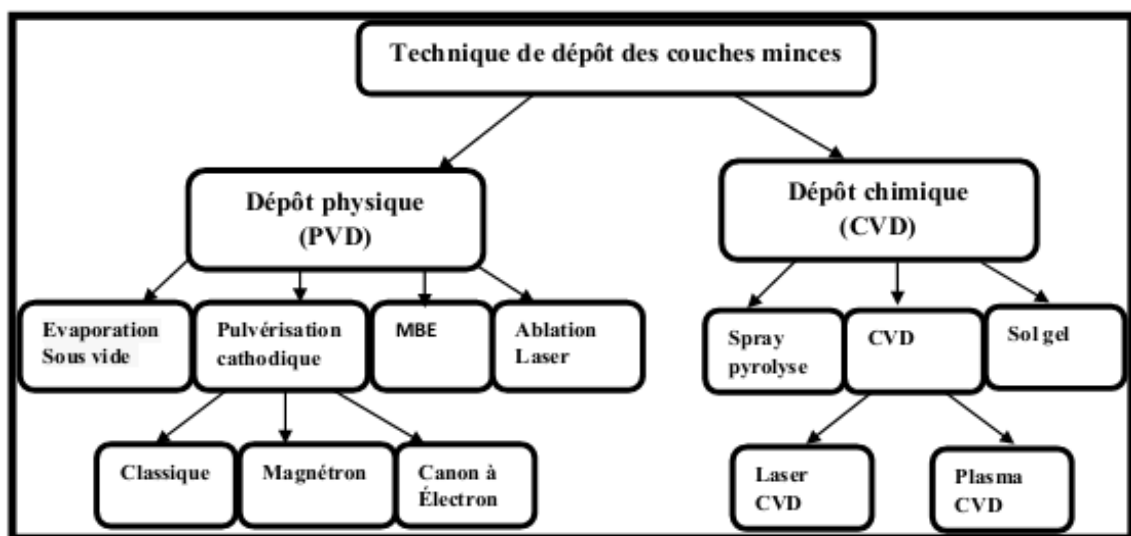 Technique de dépôt des couches minces
Dépôt physique
(PVD)
Dépôt chimique
(CVD)
Evaporation
Sous vide
Pulvérisation
cathodique
MBE
Ablation
Laser
Spray
pyrolyse
CVD
Sol gel
Classique
Magnétron
Canon à
Électron
Laser
CVD
Plasma
CVD